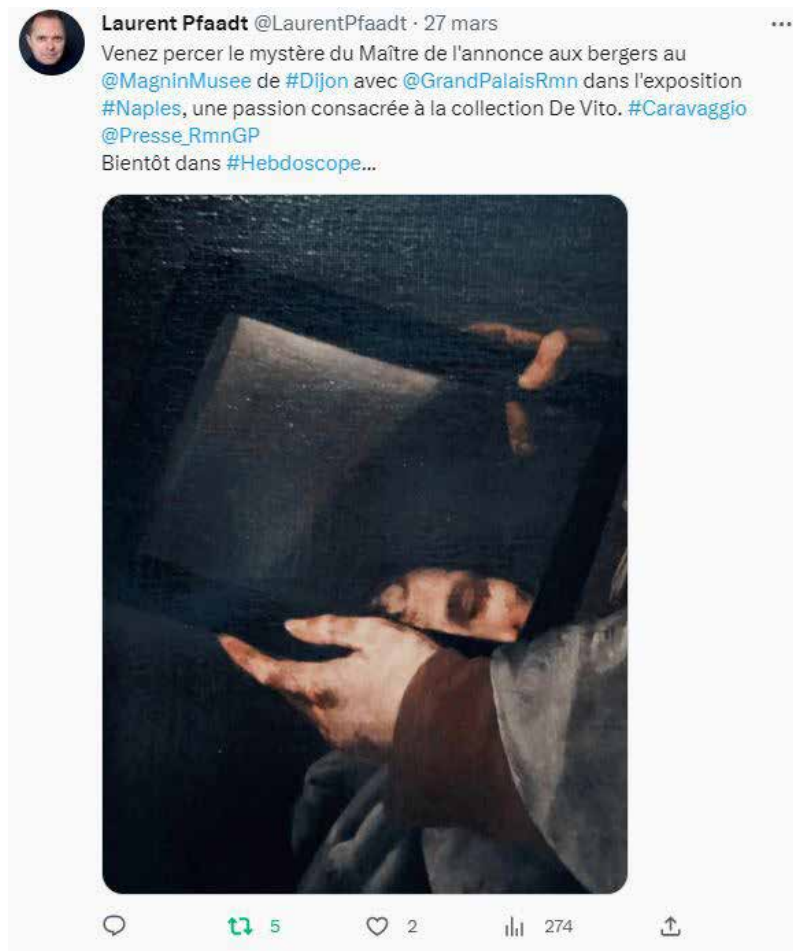 Laurent Pfaadt @LaurentPfaadt · 27 mars
Venez percer le mystère du Maître de l'annonce aux bergers au
@MagninMusee de #Dijon avec @GrandPalaisRmn dans l'exposition
#Naples, une passion consacrée à la collection De Vito. #Caravaggio
@Presse_RmnGP
Bientôt dans #Hebdoscope...
5 2 274